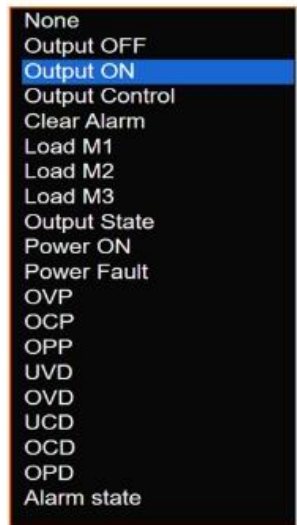 None
Output OFF
Output ON
Output Control
Clear Alarm
Load M1
Load M2
Load M3
Output State
Power ON
Power Fault
OVP
OCP
OPP
UVD
OVD
UCD
OCD
OPD
Alarm state